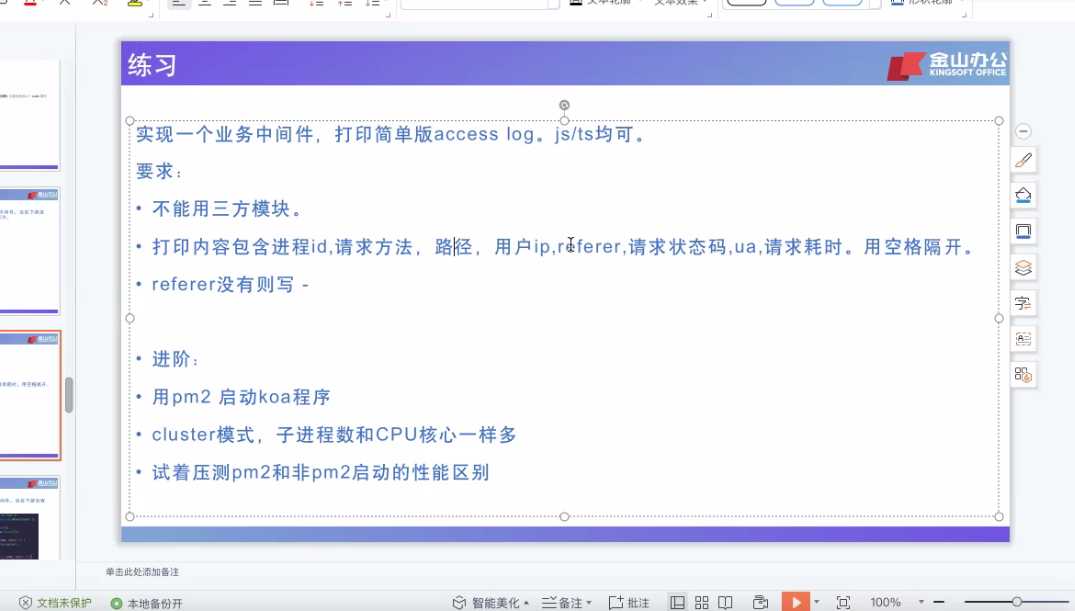 练习
金山办公
KINGSOFT OFFICE
实现一个业务中间件，打印简单版access log。js/ts均可。
要求：
• 不能用三方模块。
• 打印内容包含进程id,请求方法，路径，用户ip,referer,请求状态码,ua,请求耗时。用空格隔开。
• referer没有则写 -
• 进阶：
• 用pm2 启动koa程序
• cluster模式，子进程数和CPU核心一样多
• 试着压测pm2和非pm2启动的性能区别
单击此处添加备注
文档未保护 本地备份开 智能美化 备注 批注 100%